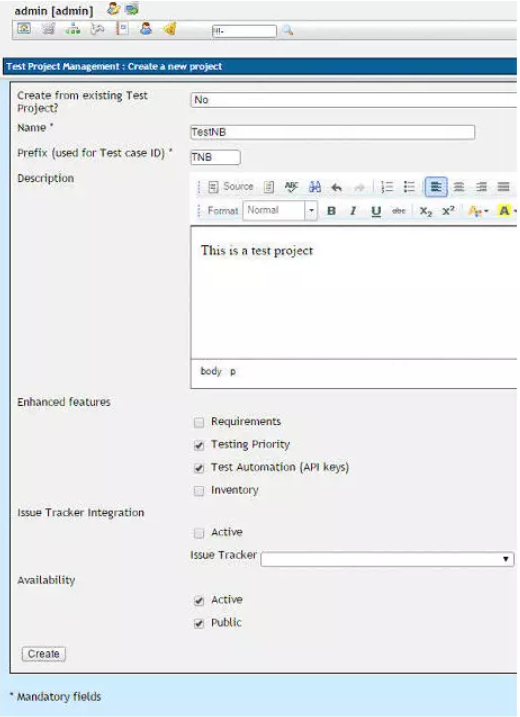 admin [admin]
Test Project Management : Create a new project
Create from existing Test
Project?
No
Name *
TestNB
Prefix (used for Test case ID) *
TNB
Description
Source
ABC
Format Normal B I U abc X₂ X² A A
This is a test project
body p
Enhanced features
Requirements
Testing Priority
Test Automation (API keys)
Inventory
Issue Tracker Integration
Active
Issue Tracker
Availability
Active
Public
Create
* Mandatory fields